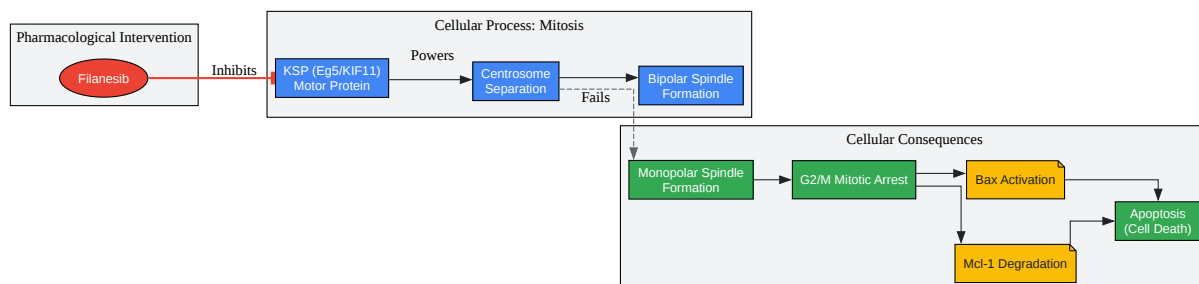 Pharmacological Intervention
Filanesib
Inhibits
Cellular Process: Mitosis
KSP (Eg5/KIF11)
Motor Protein
Powers
Centrosome
Separation
Fails
Bipolar Spindle
Formation
Cellular Consequences
Monopolar Spindle
Formation
G2/M Mitotic Arrest
Bax Activation
Mcl-1 Degradation
Apoptosis
(Cell Death)